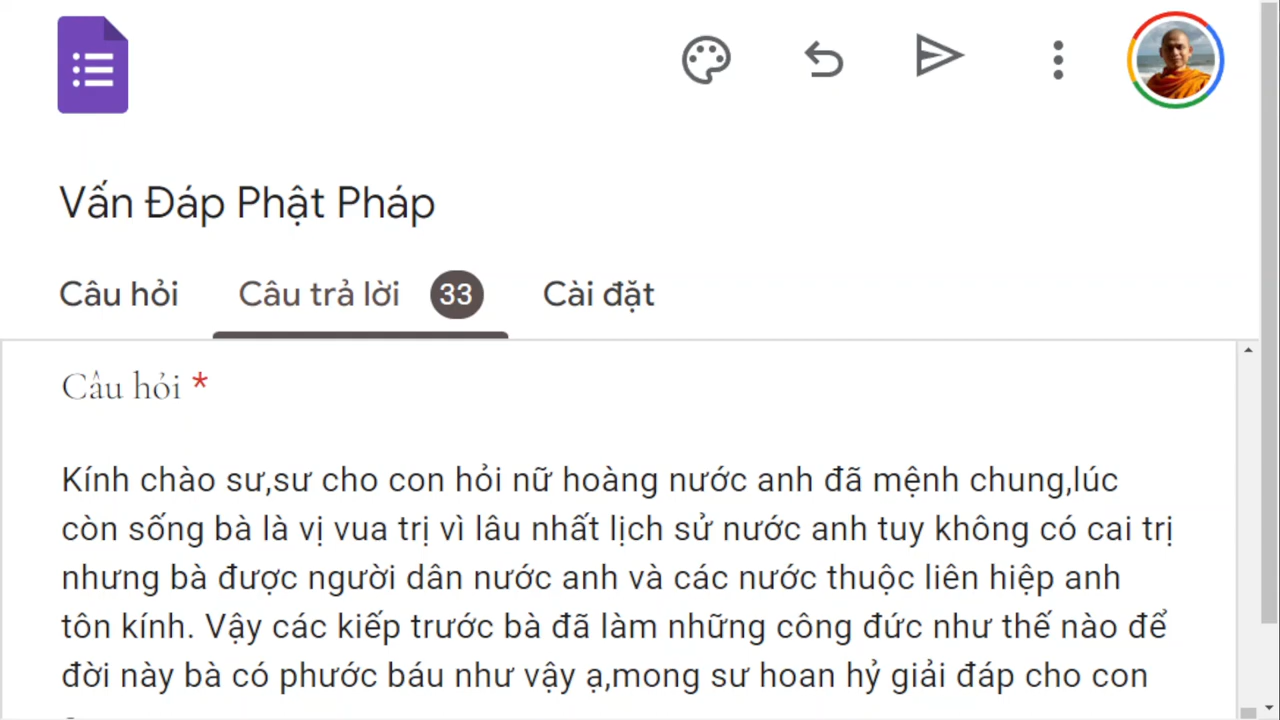 Vấn Đáp Phật Pháp
Câu hỏi Câu trả lời 33 Cài đặt
Câu hỏi *
Kính chào sư,sư cho con hỏi nữ hoàng nước anh đã mệnh chung,lúc
còn sống bà là vị vua trị vì lâu nhất lịch sử nước anh tuy không có cai trị
nhưng bà được người dân nước anh và các nước thuộc liên hiệp anh
tôn kính. Vậy các kiếp trước bà đã làm những công đức như thế nào để
đời này bà có phước báu như vậy ạ,mong sư hoan hỷ giải đáp cho con